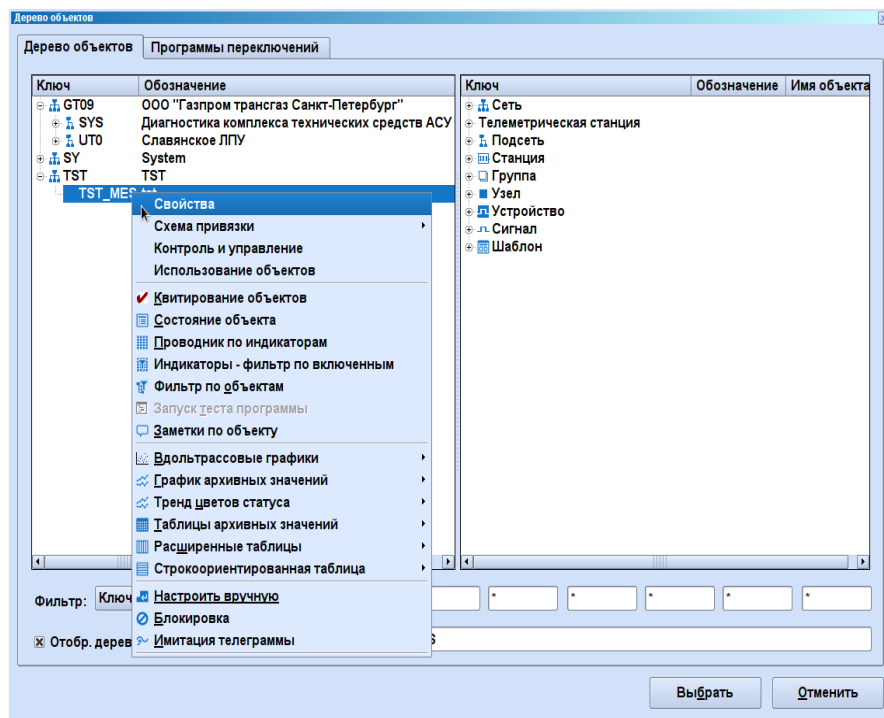 Дерево объектов
Дерево объектов Программы переключений
Ключ Обозначение
GT09 ООО "Газпром трансгаз Санкт-Петербург"
SYS Диагностика комплекса технических средств АСУ
UT0 Славянское ЛПУ
SY System
TST TST
TST_MES
Ключ Обозначение Имя объекта
Сеть
Телеметрическая станция
Подсеть
Станция
Группа
Узел
Устройство
Сигнал
Шаблон
Свойства
Схема привязки
Контроль и управление
Использование объектов
Квитирование объектов
Состояние объекта
Проводник по индикаторам
Индикаторы - фильтр по включенным
Фильтр по объектам
Запуск теста программы
Заметки по объекту
Вдольтрассовые графики
График архивных значений
Тренд цветов статуса
Таблицы архивных значений
Расширенные таблицы
Строкоориентированная таблица
Настроить вручную
Блокировка
Имитация телеграммы
Фильтр: Ключ * * * * *
Отобр. дерев S
Выбрать Отменить